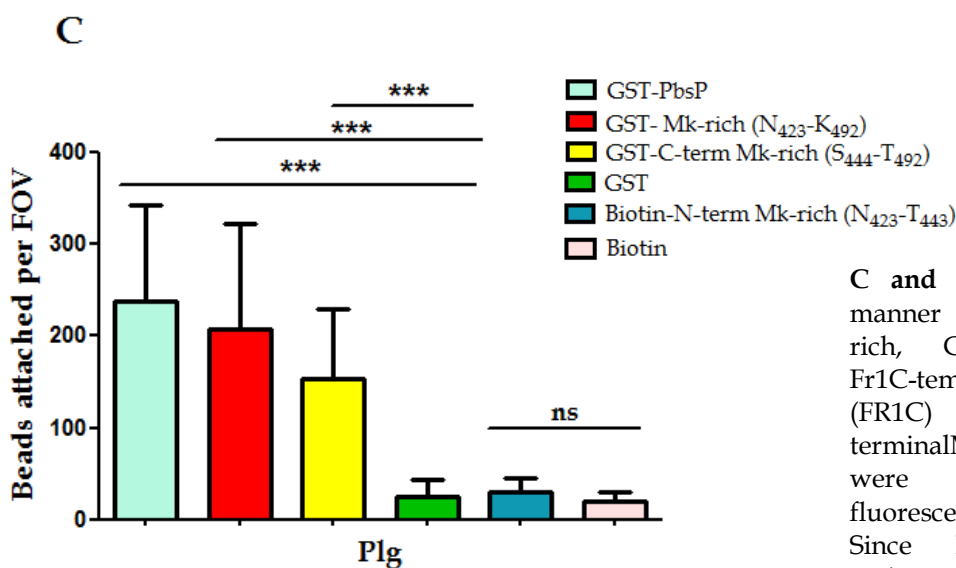 C
***
***
***
ns
Beads attached per FOV
400
300
200
100
0
Plg
GST-PbsP
GST- Mk-rich (N423-K492)
GST-C-term Mk-rich (S444-T492)
GST
Biotin-N-term Mk-rich (N423-T443)
Biotin
C and
manner
rich,
Fr1C-tem
(FR1C)
were
fluoresce
Since